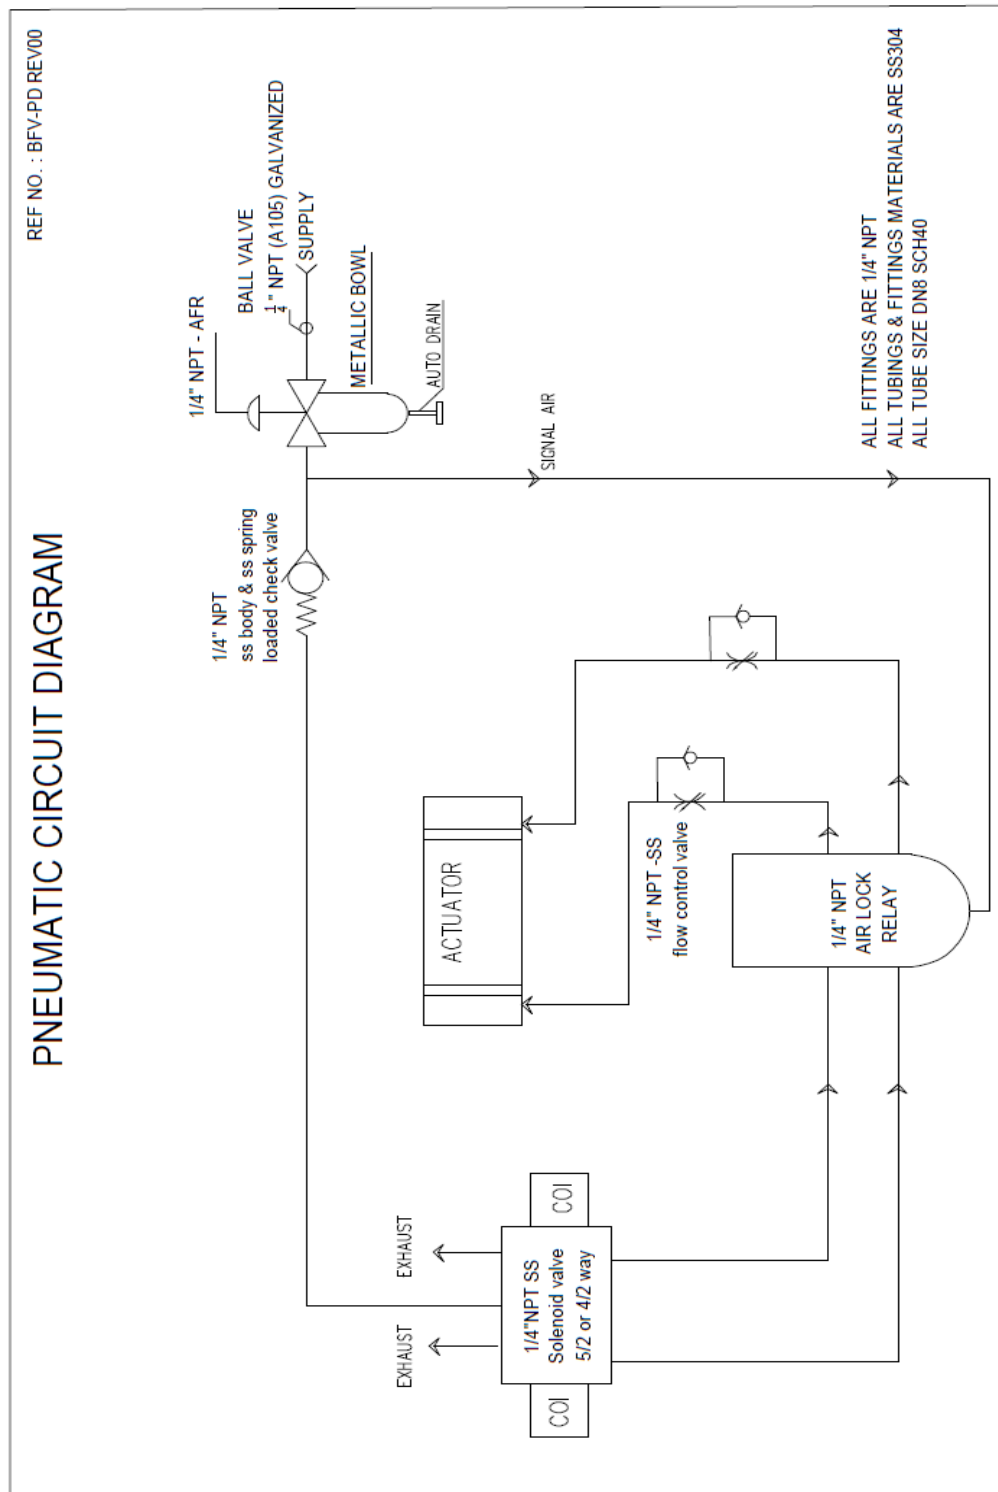 REF NO. : BFV-PD REV00
PNEUMATIC CIRCUIT DIAGRAM
1/4" NPT - AFR
BALL VALVE
1/4" NPT (A105) GALVANIZED
SUPPLY
METALLIC BOWL
AUTO DRAIN
1/4" NPT
ss body & ss spring
loaded check valve
SIGNAL AIR
EXHAUST
EXHAUST
COI
1/4"NPT SS
Solenoid valve
5/2 or 4/2 way
COI
ACTUATOR
1/4" NPT -SS
flow control valve
1/4" NPT
AIR LOCK
RELAY
ALL FITTINGS ARE 1/4" NPT
ALL TUBINGS & FITTINGS MATERIALS ARE SS304
ALL TUBE SIZE DN8 SCH40